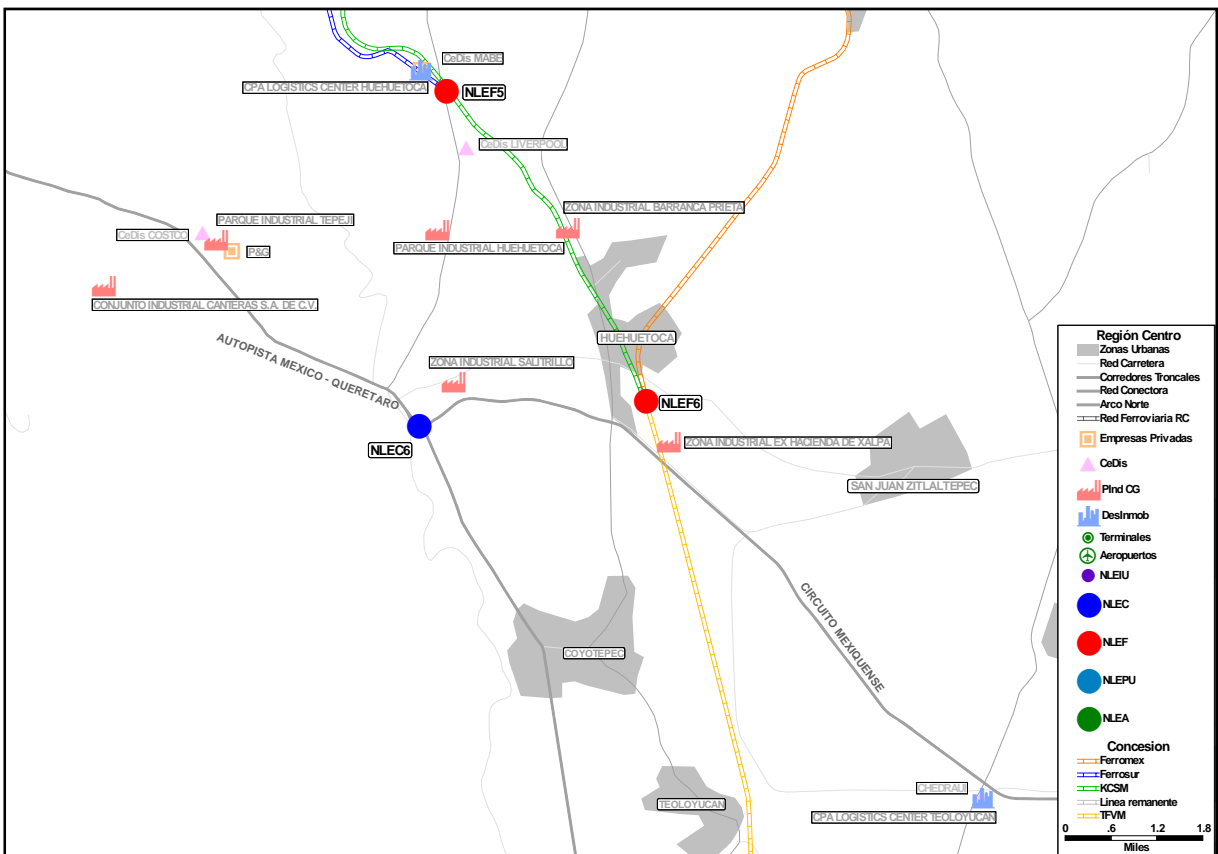 CeDis MABE
CPA LOGISTICS CENTER HUEHUETOCA
NLEF5
CeDis LIVERPOOL
ZONA INDUSTRIAL BARRANCA PRIETA
PARQUE INDUSTRIAL TEPEJI
CeDis COSTCO
P&G
PARQUE INDUSTRIAL HUEHUETOCA
CONJUNTO INDUSTRIAL CANTERAS S.A. DE C.V.
HUEHUETOCA
AUTOPISTA MEXICO - QUERETARO
ZONA INDUSTRIAL SALITRILLO
NLEF6
NLEC6
ZONA INDUSTRIAL EX HACIENDA DE XALPA
SAN JUAN ZITLALTEPEC
CIRCUITO MEXIQUENSE
COYOTEPEC
TEOLOYUCAN
CHEDRAUI
CPA LOGISTICS CENTER TEOLOYUCAN
Región Centro
Zonas Urbanas
Red Carretera
Corredores Troncales
Red Conectora
Arco Norte
Red Ferroviaria RC
Empresas Privadas
CeDis
PInd CG
DesInmob
Terminales
Aeropuertos
NLEIU
NLEC
NLEF
NLEPU
NLEA
Concesion
Ferromex
Ferrosur
KCSM
Linea remanente
TFVM
0 .6 1.2 1.8
Miles